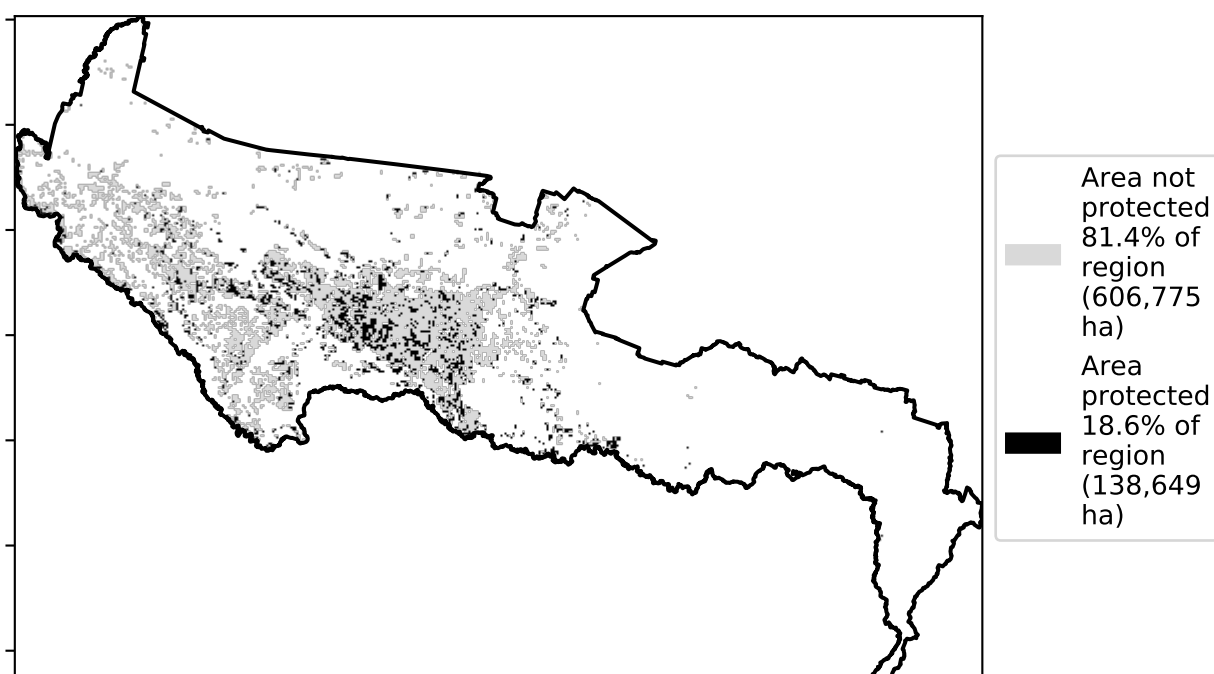 Area not
protected
81.4% of
region
(606,775
ha)
Area
protected
18.6% of
region
(138,649
ha)